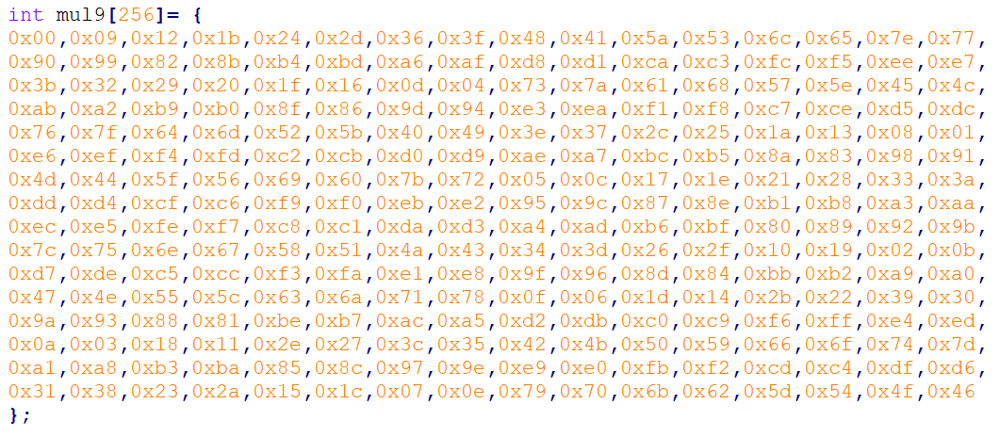 int mul9[256]= {
0x00,0x09,0x12,0x1b,0x24,0x2d,0x36,0x3f,0x48,0x41,0x5a,0x53,0x6c,0x65,0x7e,0x77,
0x90,0x99,0x82,0x8b,0xb4,0xbd,0xa6,0xaf,0xd8,0xd1,0xca,0xc3,0xfc,0xf5,0xee,0xe7,
0x3b,0x32,0x29,0x20,0x1f,0x16,0x0d,0x04,0x73,0x7a,0x61,0x68,0x57,0x5e,0x45,0x4c,
0xab,0xa2,0xb9,0xb0,0x8f,0x86,0x9d,0x94,0xe3,0xea,0xf1,0xf8,0xc7,0xce,0xd5,0xdc,
0x76,0x7f,0x64,0x6d,0x52,0x5b,0x40,0x49,0x3e,0x37,0x2c,0x25,0x1a,0x13,0x08,0x01,
0xe6,0xef,0xf4,0xfd,0xc2,0xcb,0xd0,0xd9,0xae,0xa7,0xbc,0xb5,0x8a,0x83,0x98,0x91,
0x4d,0x44,0x5f,0x56,0x69,0x60,0x7b,0x72,0x05,0x0c,0x17,0x1e,0x21,0x28,0x33,0x3a,
0xdd,0xd4,0xcf,0xc6,0xf9,0xf0,0xeb,0xe2,0x95,0x9c,0x87,0x8e,0xb1,0xb8,0xa3,0xaa,
0xec,0xe5,0xfe,0xf7,0xc8,0xc1,0xda,0xd3,0xa4,0xad,0xb6,0xbf,0x80,0x89,0x92,0x9b,
0x7c,0x75,0x6e,0x67,0x58,0x51,0x4a,0x43,0x34,0x3d,0x26,0x2f,0x10,0x19,0x02,0x0b,
0xd7,0xde,0xc5,0xcc,0xf3,0xfa,0xe1,0xe8,0x9f,0x96,0x8d,0x84,0xbb,0xb2,0xa9,0xa0,
0x47,0x4e,0x55,0x5c,0x63,0x6a,0x71,0x78,0x0f,0x06,0x1d,0x14,0x2b,0x22,0x39,0x30,
0x9a,0x93,0x88,0x81,0xbe,0xb7,0xac,0xa5,0xd2,0xdb,0xc0,0xc9,0xf6,0xff,0xe4,0xed,
0x0a,0x03,0x18,0x11,0x2e,0x27,0x3c,0x35,0x42,0x4b,0x50,0x59,0x66,0x6f,0x74,0x7d,
0xa1,0xa8,0xb3,0xba,0x85,0x8c,0x97,0x9e,0xe9,0xe0,0xfb,0xf2,0xcd,0xc4,0xdf,0xd6,
0x31,0x38,0x23,0x2a,0x15,0x1c,0x07,0x0e,0x79,0x70,0x6b,0x62,0x5d,0x54,0x4f,0x46
};